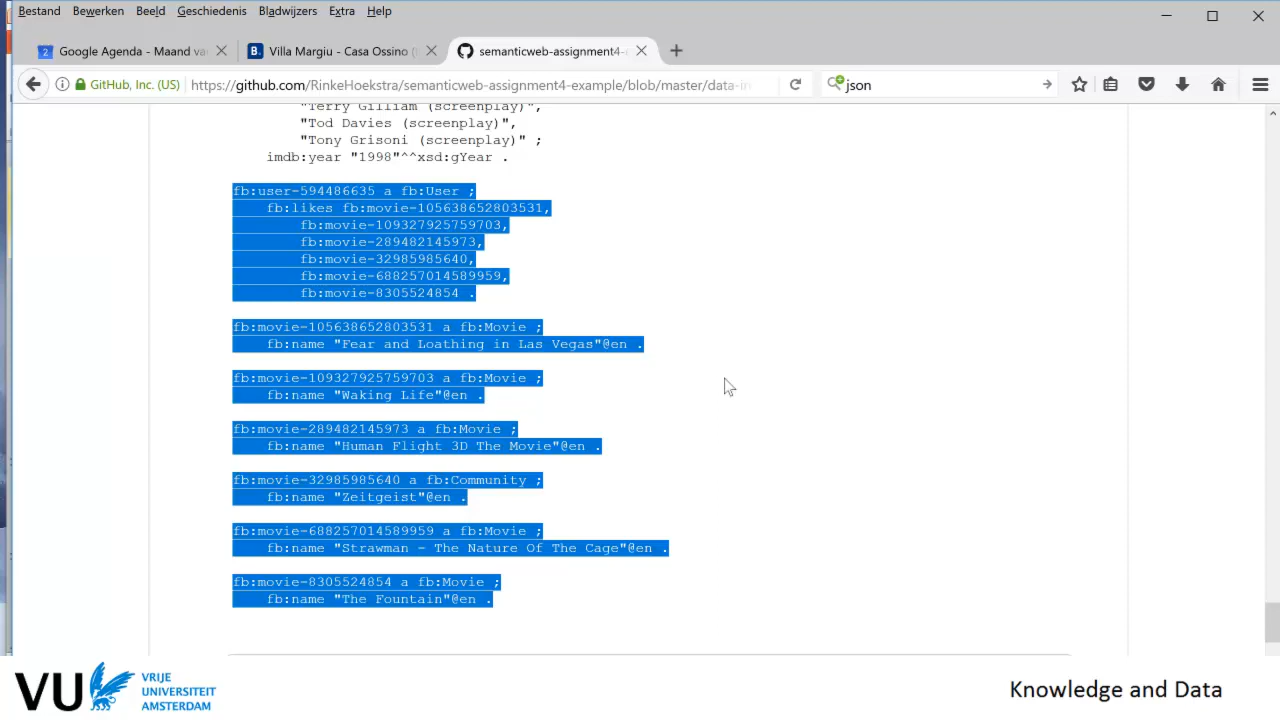 Bestand Bewerken Beeld Geschiedenis Bladwijzers Extra Help
2 Google Agenda - Maand va B. Villa Margiu - Casa Ossino ( semanticweb-assignment4-
GitHub, Inc. (US) https://github.com/RinkeHoekstra/semanticweb-assignment4-example/blob/master/data-in json
"Terry Gilliam (screenplay)",
"Tod Davies (screenplay)",
"Tony Grisoni (screenplay)" ;
imdb:year "1998"^^xsd:gYear .
fb:user-594486635 a fb:User ;
fb:likes fb:movie-105638652803531,
fb:movie-109327925759703,
fb:movie-289482145973,
fb:movie-32985985640,
fb:movie-688257014589959,
fb:movie-8305524854 .
fb:movie-105638652803531 a fb:Movie ;
fb:name "Fear and Loathing in Las Vegas"@en .
fb:movie-109327925759703 a fb:Movie ;
fb:name "Waking Life"@en .
fb:movie-289482145973 a fb:Movie ;
fb:name "Human Flight 3D The Movie"@en .
fb:movie-32985985640 a fb:Community ;
fb:name "Zeitgeist"@en .
fb:movie-688257014589959 a fb:Movie ;
fb:name "Strawman - The Nature Of The Cage"@en .
fb:movie-8305524854 a fb:Movie ;
fb:name "The Fountain"@en .
VU VRIJE
UNIVERSITEIT
AMSTERDAM
Knowledge and Data